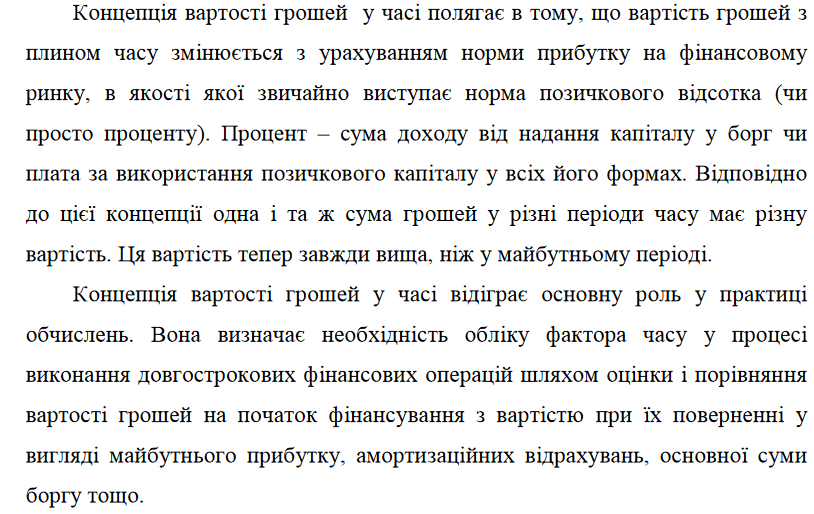 Концепція вартості грошей у часі полягає в тому, що вартість грошей з
плином часу змінюється з урахуванням норми прибутку на фінансовому
ринку, в якості якої звичайно виступає норма позичкового відсотка (чи
просто проценту). Процент – сума доходу від надання капіталу у борг чи
плата за використання позичкового капіталу у всіх його формах. Відповідно
до цієї концепції одна і та ж сума грошей у різні періоди часу має різну
вартість. Ця вартість тепер завжди вища, ніж у майбутньому періоді.
Концепція вартості грошей у часі відіграє основну роль у практиці
обчислень. Вона визначає необхідність обліку фактора часу у процесі
виконання довгострокових фінансових операцій шляхом оцінки і порівняння
вартості грошей на початок фінансування з вартістю при їх поверненні у
вигляді майбутнього прибутку, амортизаційних відрахувань, основної суми
боргу тощо.